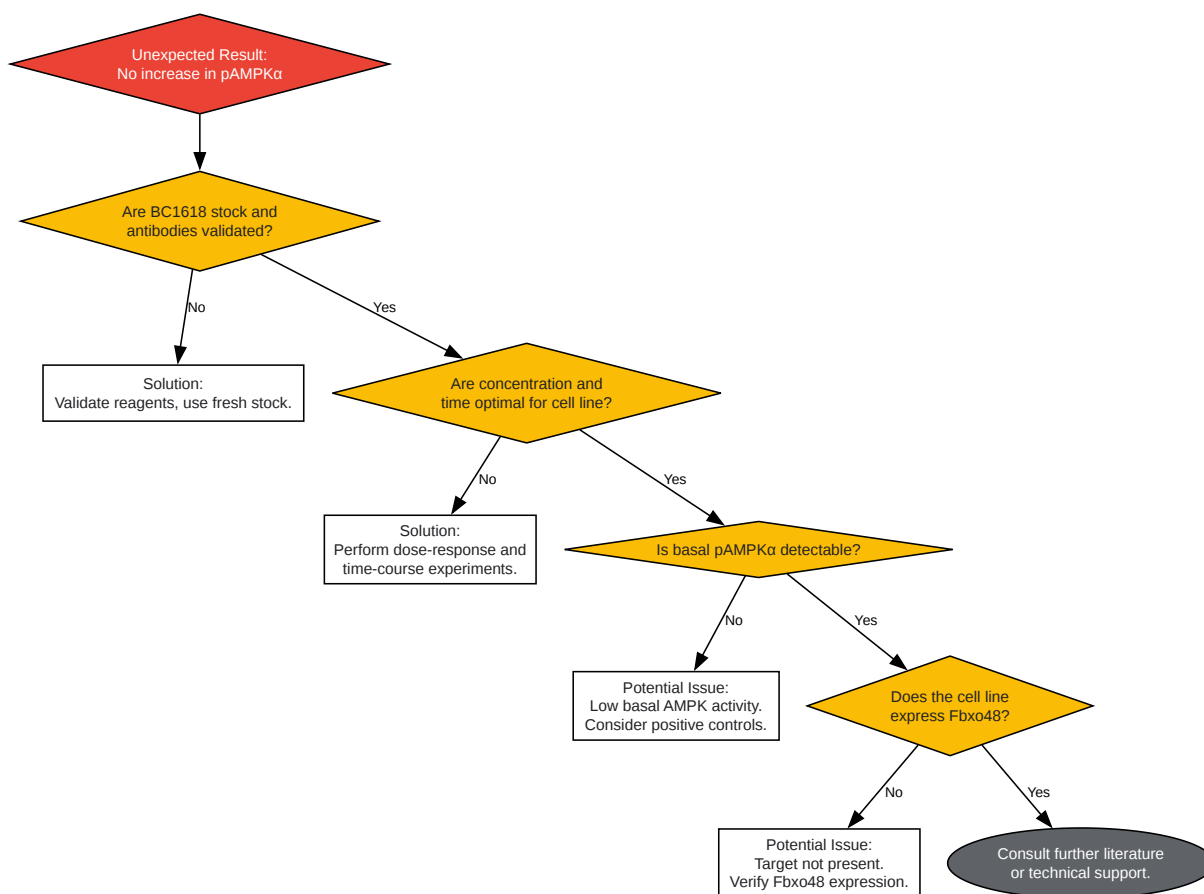 Unexpected Result:
No increase in pAMPKα
Are BC1618 stock and
antibodies validated?
No
Yes
Solution:
Validate reagents, use fresh stock.
Are concentration and
time optimal for cell line?
No
Yes
Solution:
Perform dose-response and
time-course experiments.
Is basal pAMPKα detectable?
No
Yes
Potential Issue:
Low basal AMPK activity.
Consider positive controls.
Does the cell line
express Fbxo48?
No
Yes
Potential Issue:
Target not present.
Verify Fbxo48 expression.
Consult further literature
or technical support.